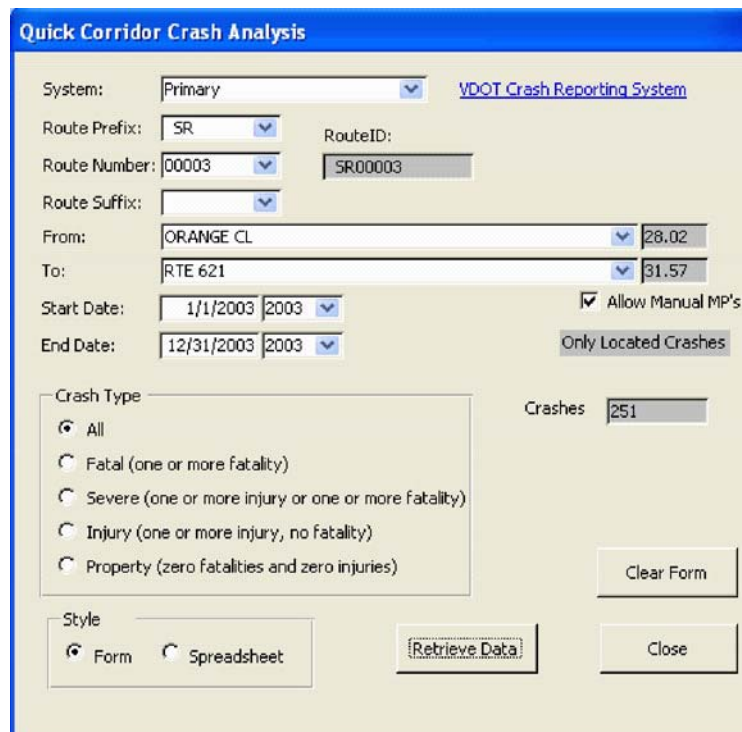 Quick Corridor Crash Analysis
System: Primary VDOT Crash Reporting System
Route Prefix: SR RouteID:
Route Number: 00003 SR00003
Route Suffix:
From: ORANGE CL 28.02
To: RTE 621 31.57
Start Date: 1/1/2003 2003 Allow Manual MP's
End Date: 12/31/2003 2003 Only Located Crashes
Crash Type Crashes 251
All
Fatal (one or more fatality)
Severe (one or more injury or one or more fatality)
Injury (one or more injury, no fatality)
Property (zero fatalities and zero injuries)
Clear Form
Style
Form Spreadsheet Retrieve Data Close